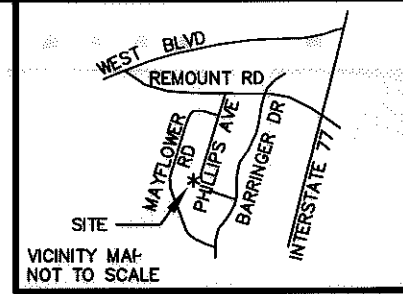 WEST BLVD
REMOUNT RD
MAYFLOWER RD
PHILLIPS AVE
BARRINGER DR
INTERSTATE 77
SITE
VICINITY MAP
NOT TO SCALE